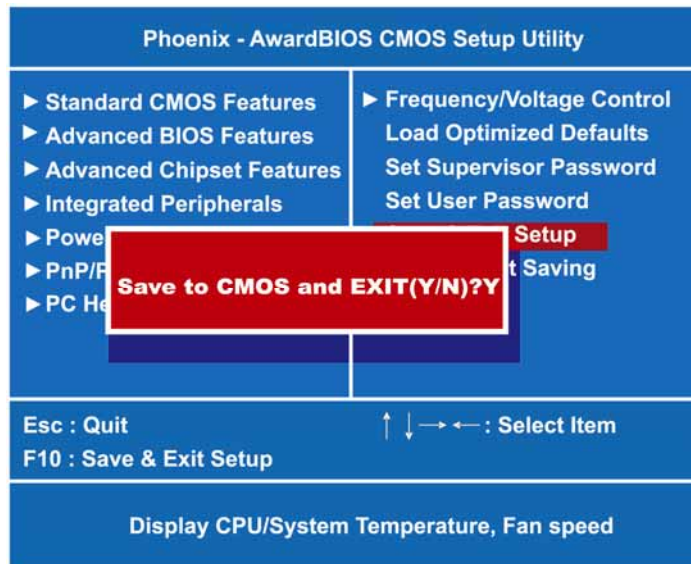 Phoenix - AwardBIOS CMOS Setup Utility
► Standard CMOS Features
► Advanced BIOS Features
► Advanced Chipset Features
► Integrated Peripherals
► Powe
► PnP/P
► PC He
► Frequency/Voltage Control
Load Optimized Defaults
Set Supervisor Password
Set User Password
Setup
t Saving
Save to CMOS and EXIT(Y/N)?Y
Esc : Quit
↑ ↓ → ← : Select Item
F10 : Save & Exit Setup
Display CPU/System Temperature, Fan speed